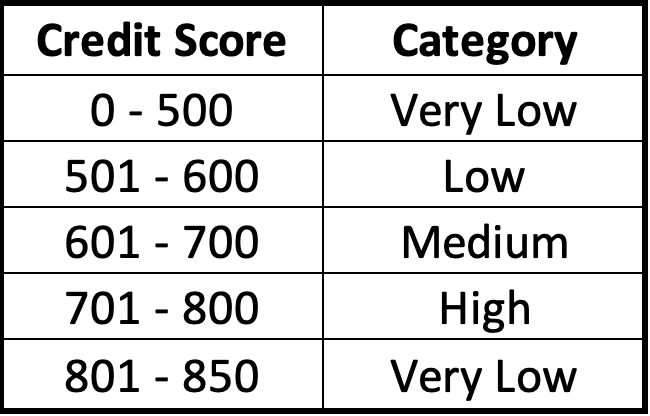 Credit Score Category
0 - 500 Very Low
501 - 600 Low
601 - 700 Medium
701 - 800 High
801 - 850 Very Low